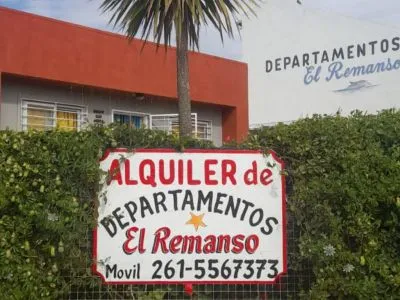 DEPARTAMENTOS
El Remanso
ALQUILER de
DEPARTAMENTOS
El Remanso
Movil 261-5567373